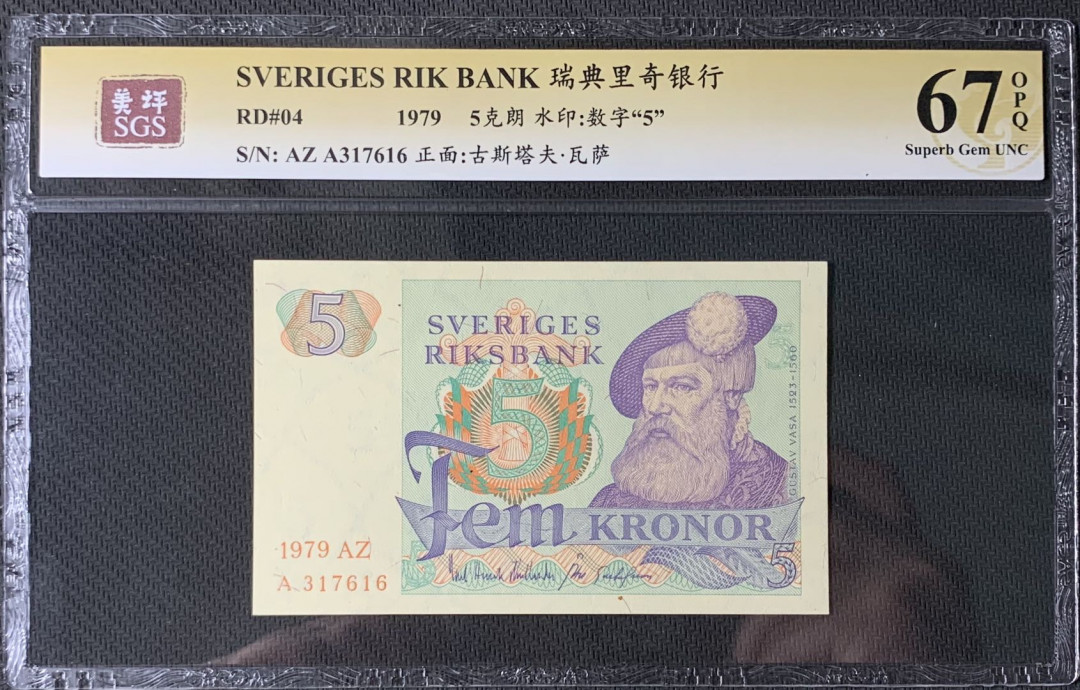 美评
SGS
SVERIGES RIK BANK 瑞典里奇银行
RD#04 1979 5克朗 水印:数字“5”
S/N: AZ A317616 正面:古斯塔夫·瓦萨
67
OPQ
Superb Gem UNC
5
SVERIGES
RIKSBANK
5
GUSTAV VASA 1523-1560
Fem KRONOR
1979 AZ
A 317616
5